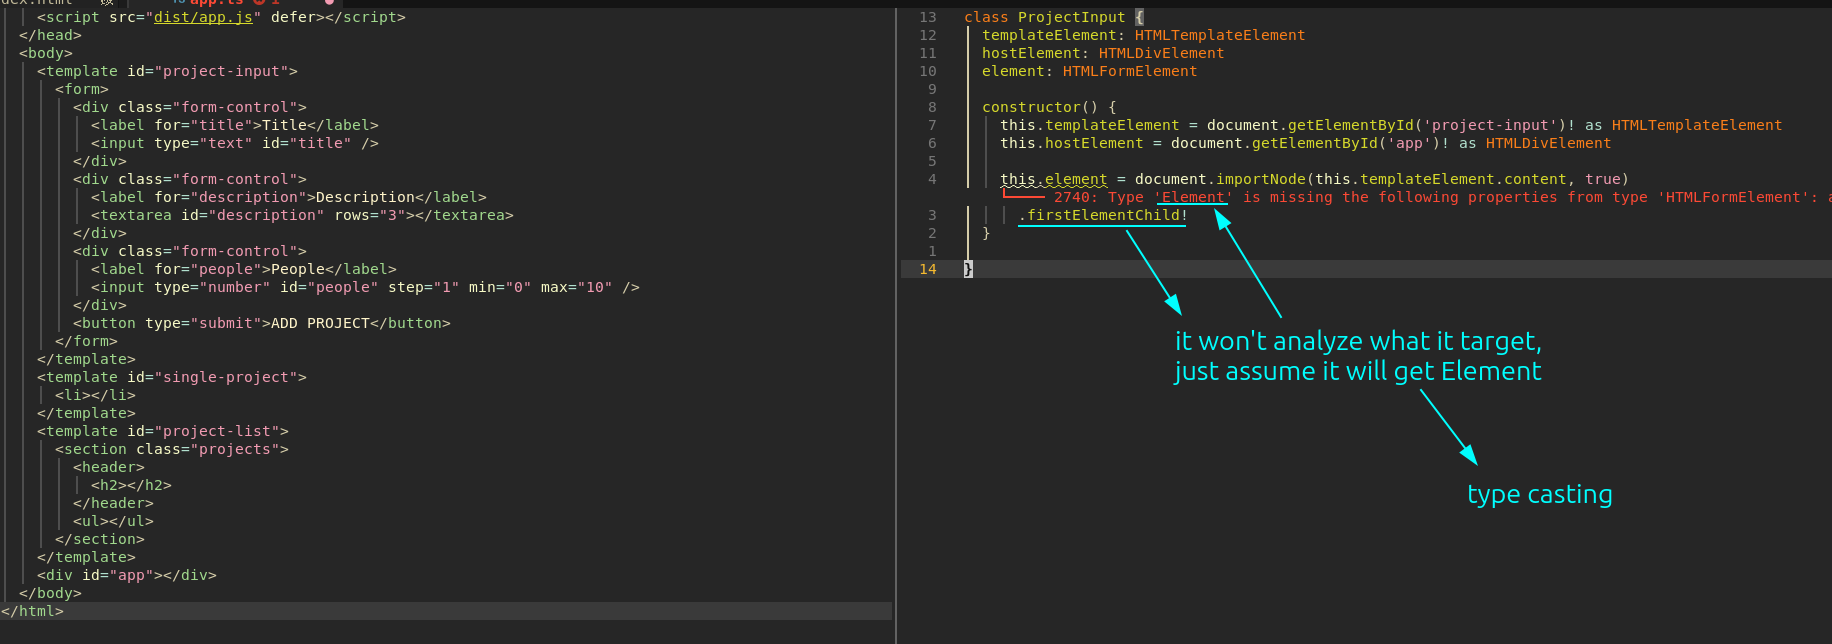 app.ts 1
<script src="dist/app.js" defer></script>
</head>
<body>
<template id="project-input">
<form>
<div class="form-control">
<label for="title">Title</label>
<input type="text" id="title" />
</div>
<div class="form-control">
<label for="description">Description</label>
<textarea id="description" rows="3"></textarea>
</div>
<div class="form-control">
<label for="people">People</label>
<input type="number" id="people" step="1" min="0" max="10" />
</div>
<button type="submit">ADD PROJECT</button>
</form>
</template>
<template id="single-project">
<li></li>
</template>
<template id="project-list">
<section class="projects">
<header>
<h2></h2>
</header>
<ul></ul>
</section>
</template>
<div id="app"></div>
</body>
</html>
13 class ProjectInput {
12 templateElement: HTMLTemplateElement
11 hostElement: HTMLDivElement
10 element: HTMLFormElement
9
8 constructor() {
7 this.templateElement = document.getElementById('project-input')! as HTMLTemplateElement
6 this.hostElement = document.getElementById('app')! as HTMLDivElement
5
4 this.element = document.importNode(this.templateElement.content, true)
2740: Type 'Element' is missing the following properties from type 'HTMLFormElement':
3 .firstElementChild!
2 }
1
14 }
it won't analyze what it target,
just assume it will get Element
type casting